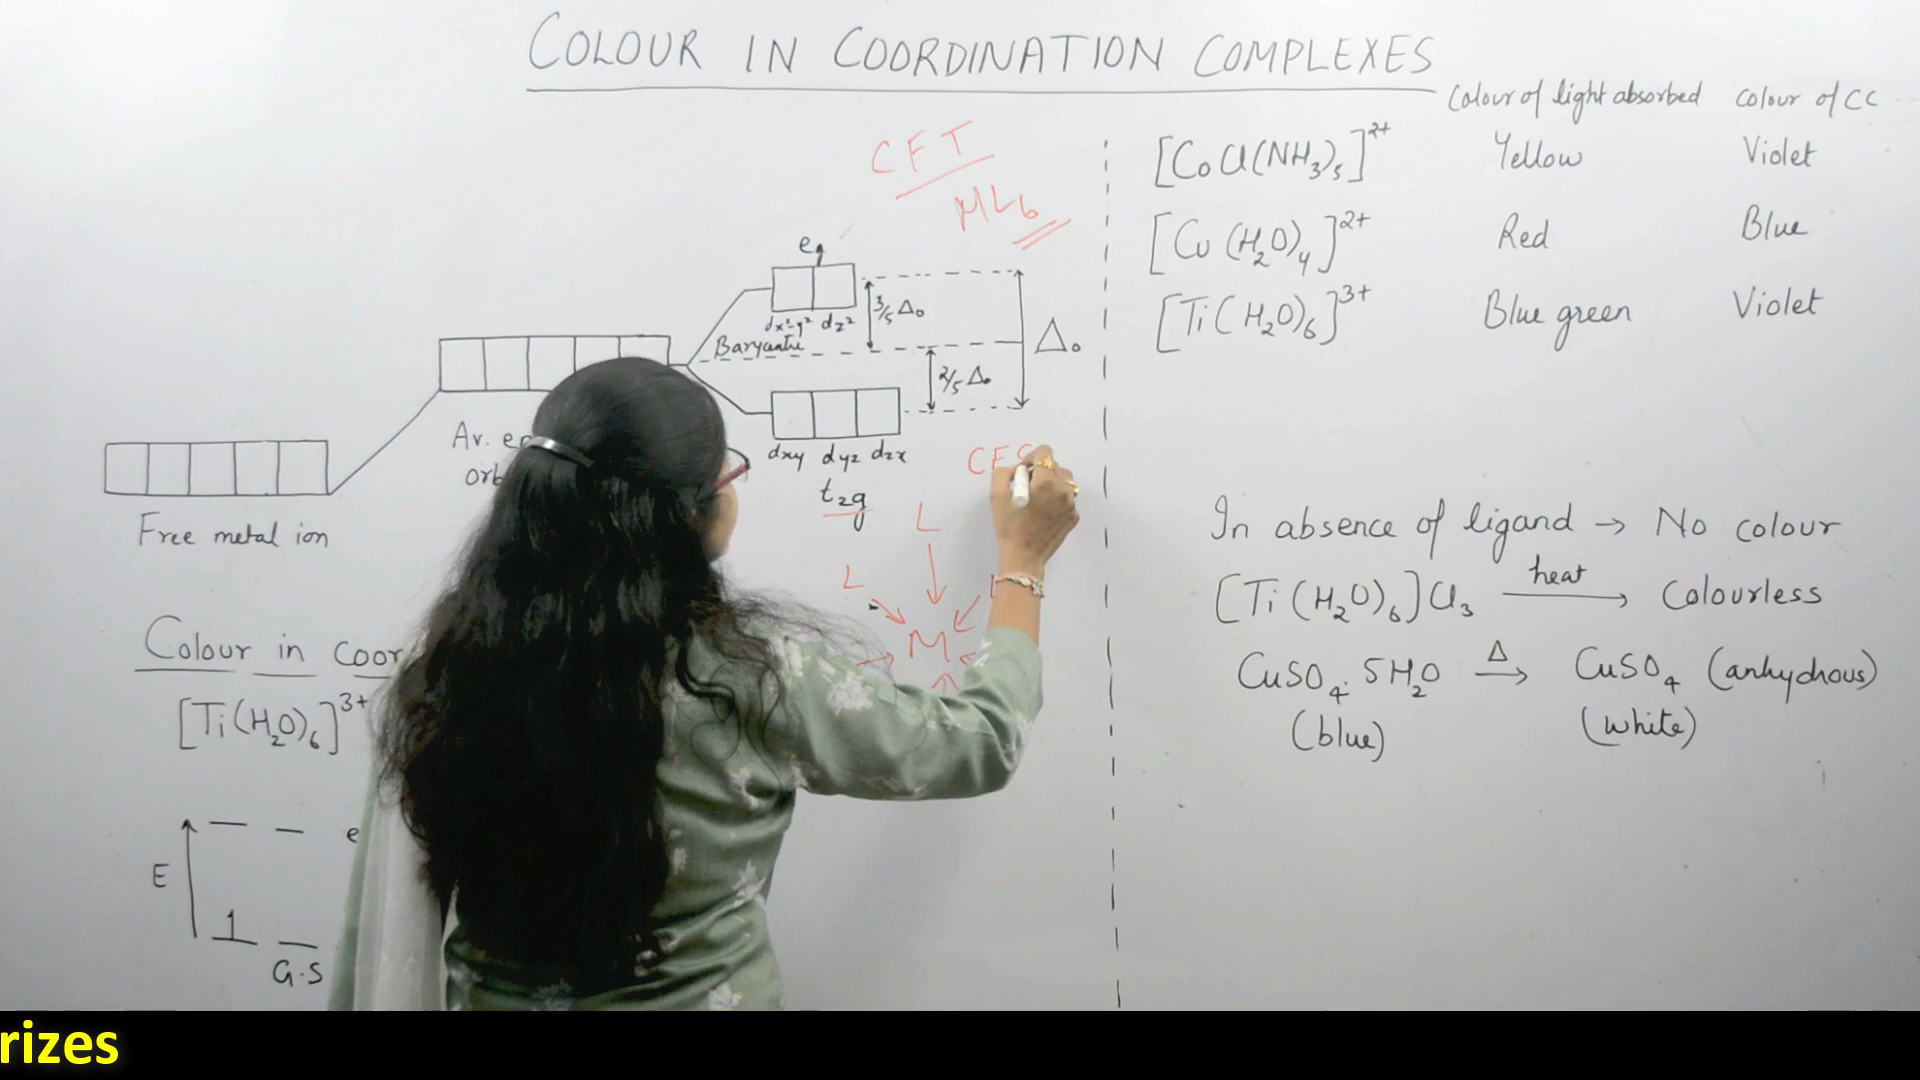 COLOUR IN COORDINATION COMPLEXES
Colour of light absorbed Colour of CC
[CoCl(NH3)5]2+ Yellow Violet
[Cu(H2O)4]2+ Red Blue
[Ti(H2O)6]3+ Blue green Violet
CFT
ML6
eg
dx²-y² dz²
3/5 Δo
Barycentre
Δo
2/5 Δo
dxy dyz dzx
t2g
Av.
Free metal ion
CFS
L
L
M
Colour in
[Ti(H2O)6]3+
E
1
G.S
In absence of ligand → No colour
[Ti(H2O)6]Cl3 heat → Colourless
CuSO4.5H2O Δ → CuSO4 (anhydrous)
(blue) (white)
rizes